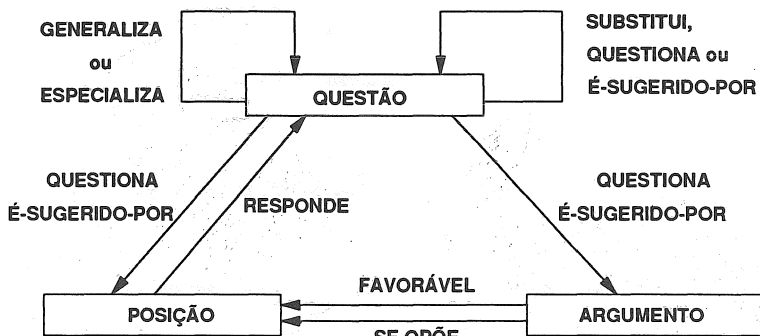 GENERALIZA
ou
ESPECIALIZA
SUBSTITUI,
QUESTIONA ou
É-SUGERIDO-POR
QUESTÃO
QUESTIONA
É-SUGERIDO-POR
RESPONDE
QUESTIONA
É-SUGERIDO-POR
FAVORÁVEL
POSIÇÃO
ARGUMENTO
SE OPÕE